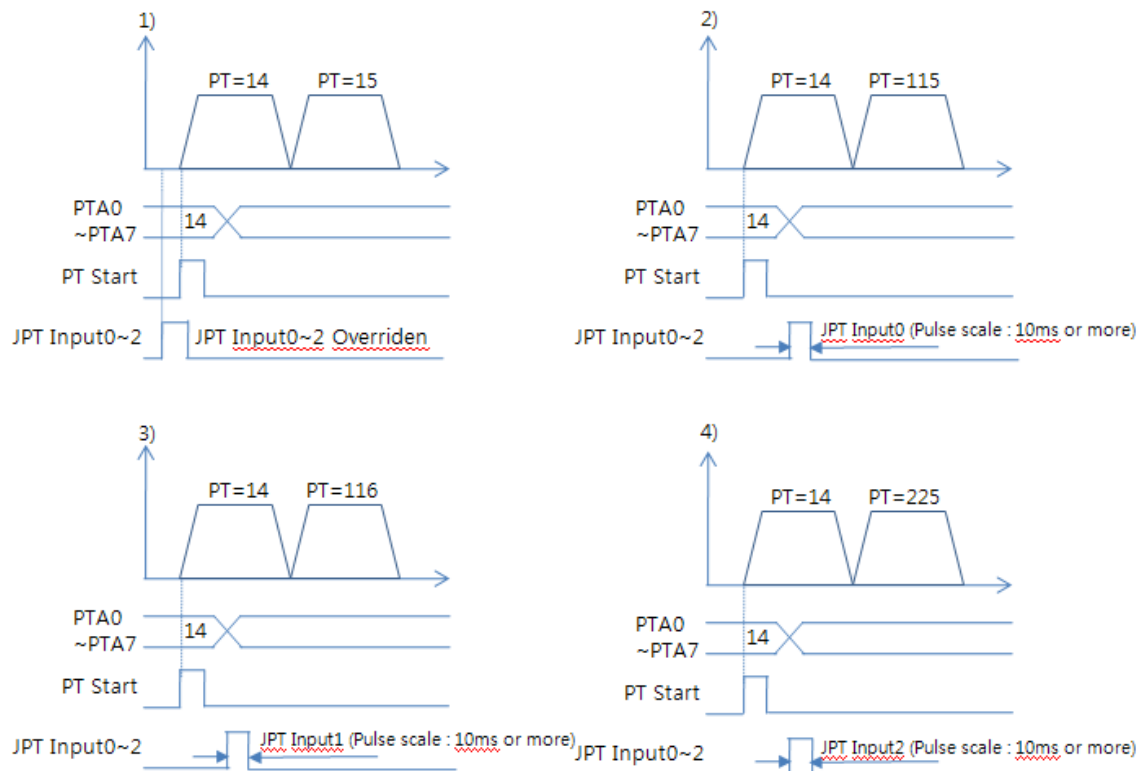 1)
PT=14
PT=15
PTA0
~PTA7
14
PT Start
JPT Input0~2
JPT Input0~2 Overriden
2)
PT=14
PT=115
PTA0
~PTA7
14
PT Start
JPT Input0~2
JPT Input0 (Pulse scale : 10ms or more)
3)
PT=14
PT=116
PTA0
~PTA7
14
PT Start
JPT Input0~2
JPT Input1 (Pulse scale : 10ms or more)
4)
PT=14
PT=225
PTA0
~PTA7
14
PT Start
JPT Input0~2
JPT Input2 (Pulse scale : 10ms or more)